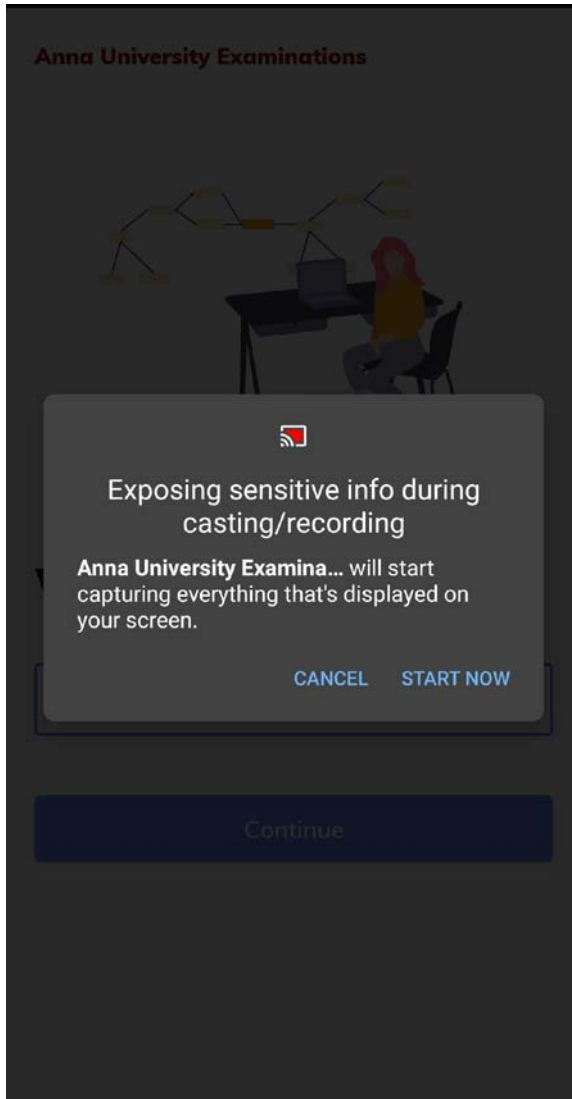 Anna University Examinations
Exposing sensitive info during
casting/recording
Anna University Examina... will start
capturing everything that's displayed on
your screen.
CANCEL START NOW
Continue